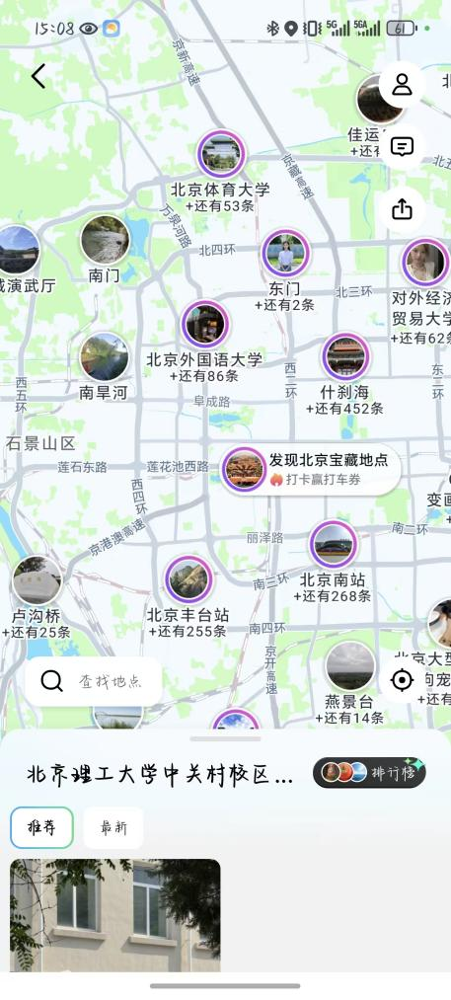 15:08
5G 5GA 61
京新高速
北
佳运
+还有
北京体育大学
+还有53条
京藏高速
北五
万泉河路
北四环
南门
演武厅
东门
+还有2条
北三环
对外经济
贸易大学
+还有62条
北京外国语大学
+还有86条
什刹海
+还有452条
南旱河
西五环
阜成路
西二环
东二环
石景山区
莲石东路
莲花池西路
发现北京宝藏地点
打卡赢打车券
西四环
变
京港澳高速
丽泽路
南二环
北京南站
+还有268条
南三环
卢沟桥
+还有25条
北京丰台站
+还有255条
南四环
京开高速
北京大型
向宠
+还有
查找地点
燕景台
+还有14条
北京理工大学中关村校区...
排行榜
推荐
最新